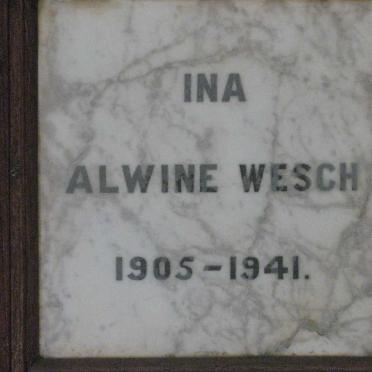 INA
ALWINE WESCH
1905-1941.